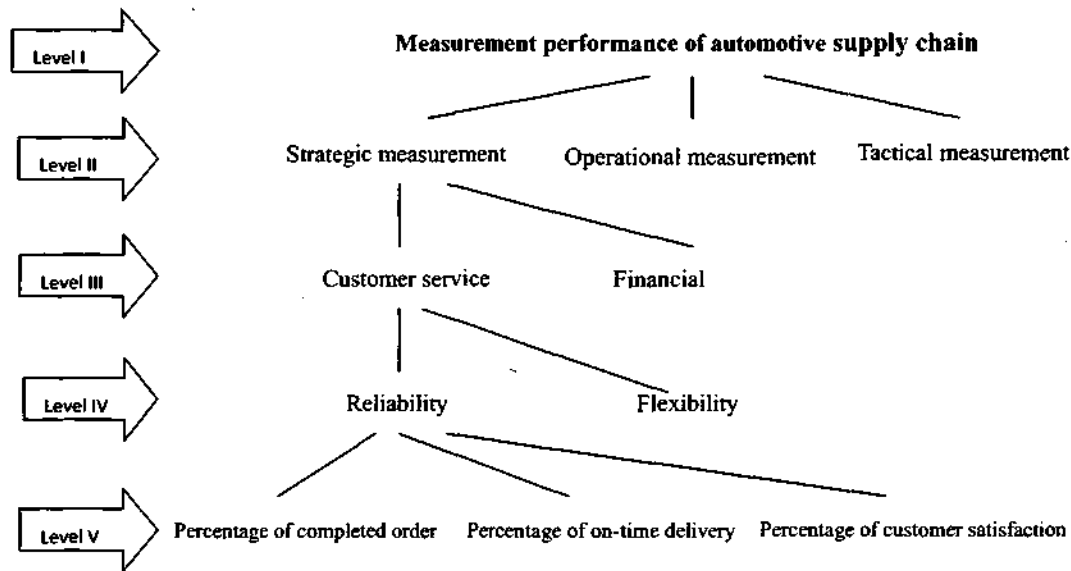 Level I
Measurement performance of automotive supply chain
Level II
Strategic measurement
Operational measurement
Tactical measurement
Level III
Customer service
Financial
Level IV
Reliability
Flexibility
Level V
Percentage of completed order
Percentage of on-time delivery
Percentage of customer satisfaction